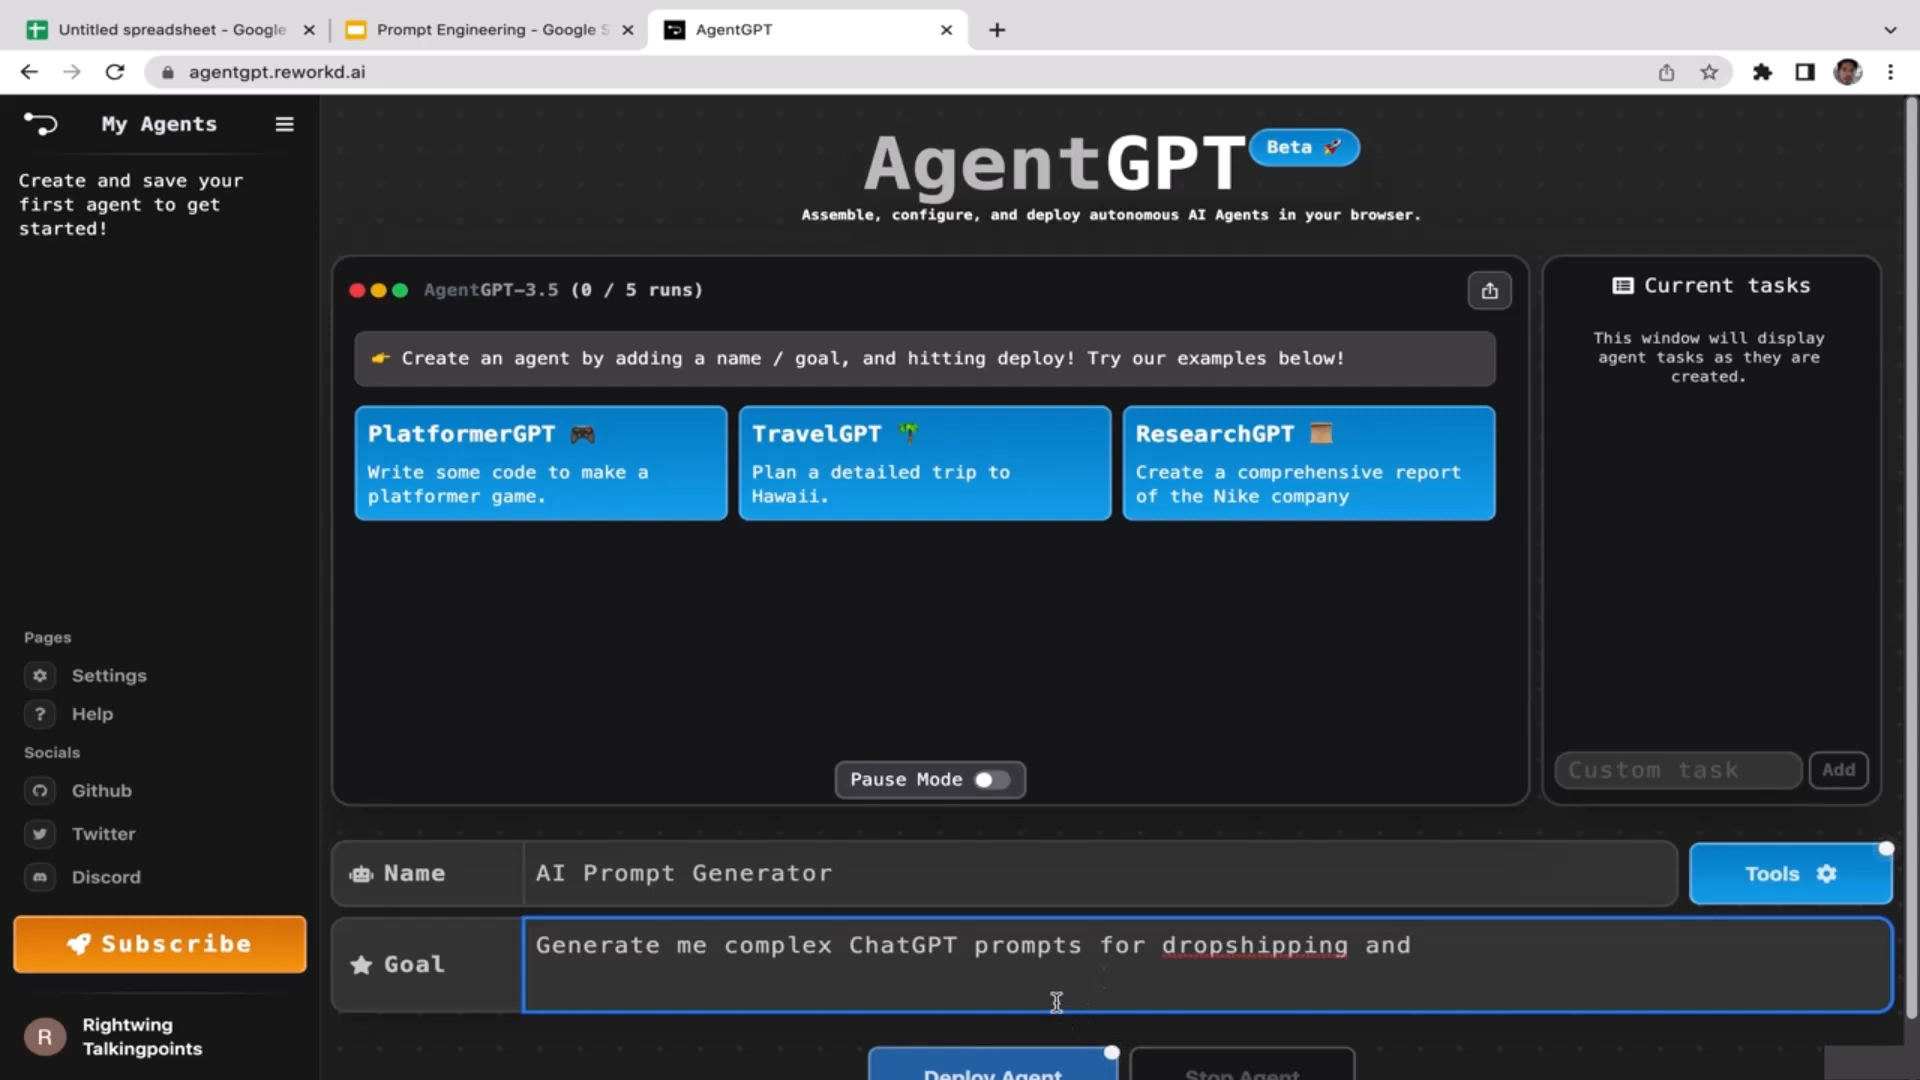 Untitled spreadsheet - Google
Prompt Engineering - Google S
AgentGPT
agentgpt.reworkd.ai
My Agents
Create and save your
first agent to get
started!
AgentGPT
Beta 🚀
Assemble, configure, and deploy autonomous AI Agents in your browser.
AgentGPT-3.5 (0 / 5 runs)
👉 Create an agent by adding a name / goal, and hitting deploy! Try our examples below!
PlatformerGPT 🎮
Write some code to make a
platformer game.
TravelGPT 🌴
Plan a detailed trip to
Hawaii.
ResearchGPT 📜
Create a comprehensive report
of the Nike company
Current tasks
This window will display
agent tasks as they are
created.
Pages
Settings
Help
Socials
Github
Twitter
Discord
Subscribe
R
Rightwing
Talkingpoints
Pause Mode
Custom task
Add
Name
AI Prompt Generator
Tools
Goal
Generate me complex ChatGPT prompts for dropshipping and
Deploy Agent
Stop Agent